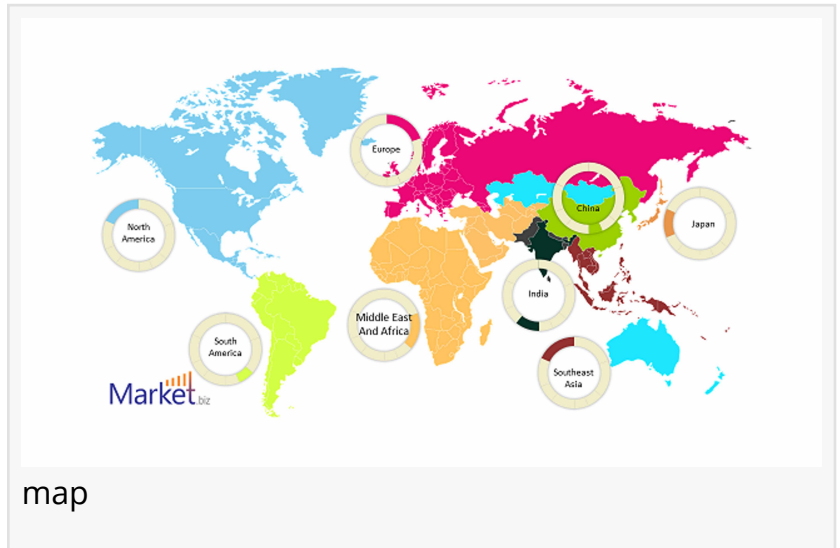 Europe
China
North
America
Japan
India
Middle East
And Africa
South
America
Southeast
Asia
Market.biz
map